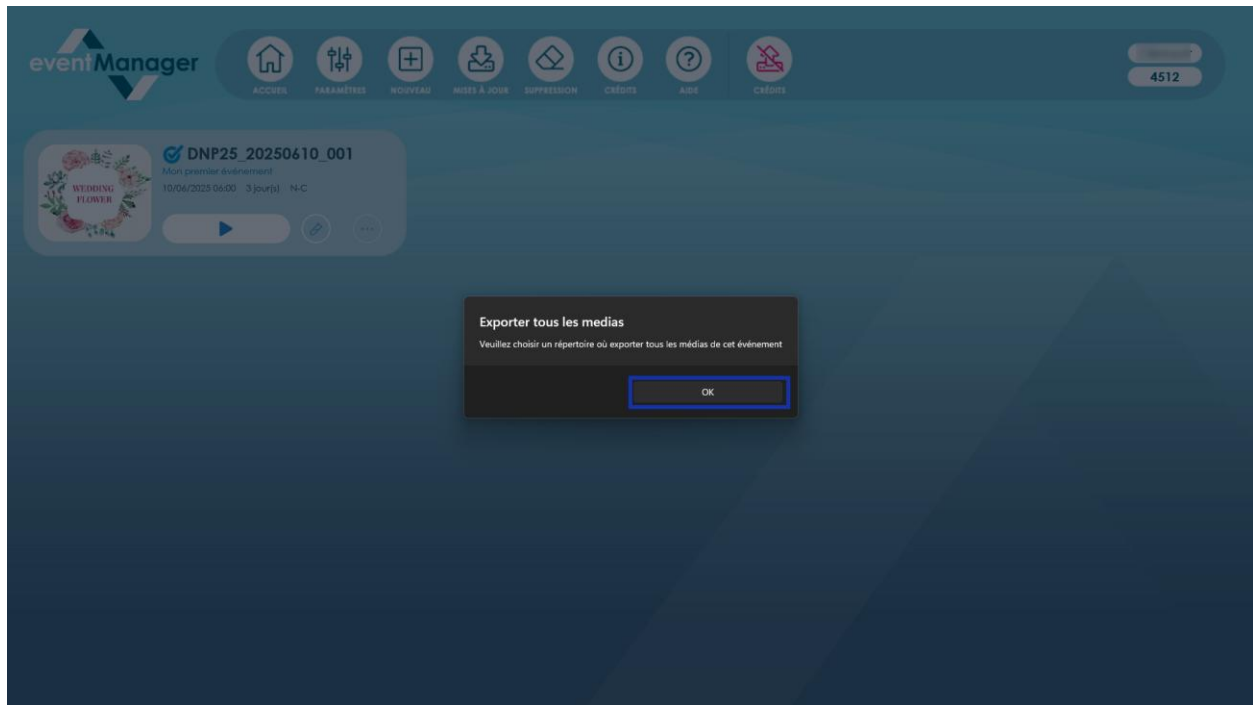 eventManager
ACCUEIL
PARAMÈTRES
NOUVEAU
MISES À JOUR
SUPPRESSION
CRÉDITS
AIDE
CRÉDITS
4512
DNP25_20250610_001
Mon premier événement
10/06/2025 06:00 3 jour(s) N-C
WEDDING
FLOWER
Exporter tous les medias
Veuillez choisir un répertoire où exporter tous les médias de cet événement
OK